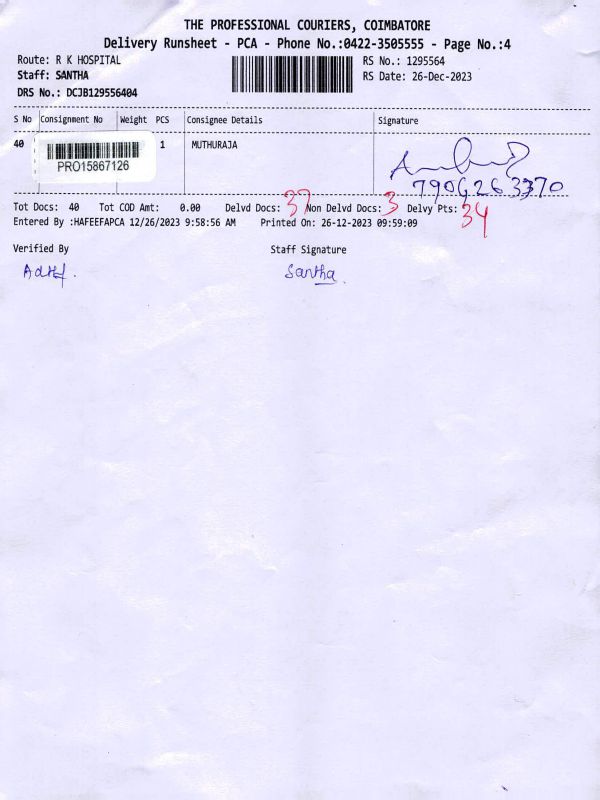 THE PROFESSIONAL COURIERS, COIMBATORE
Delivery Runsheet - PCA - Phone No.:0422-3505555 - Page No.:4
Route: R K HOSPITAL RS No.: 1295564
Staff: SANTHA RS Date: 26-Dec-2023
DRS No.: DCJB129556404
S No Consignment No Weight PCS Consignee Details Signature
40 PRO15867126 1 MUTHURAJA
7904263370
Tot Docs: 40 Tot COD Amt: 0.00 Delvd Docs: 37 Non Delvd Docs: 3 Delvy Pts: 34
Entered By :HAFEEFAPCA 12/26/2023 9:58:56 AM Printed On: 26-12-2023 09:59:09
Verified By Staff Signature
Santha